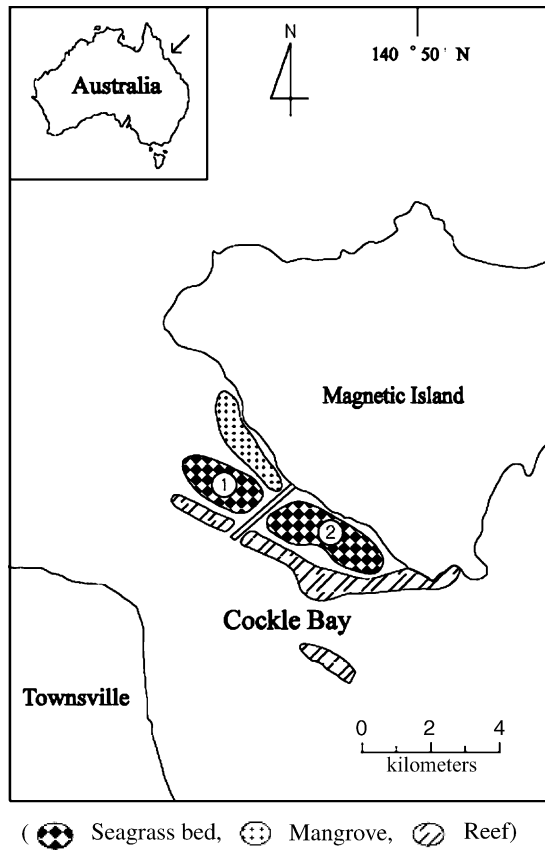 Australia
N
140 ° 50 ' N
Magnetic Island
1
2
Cockle Bay
Townsville
0 2 4
kilometers
( Seagrass bed, Mangrove, Reef)